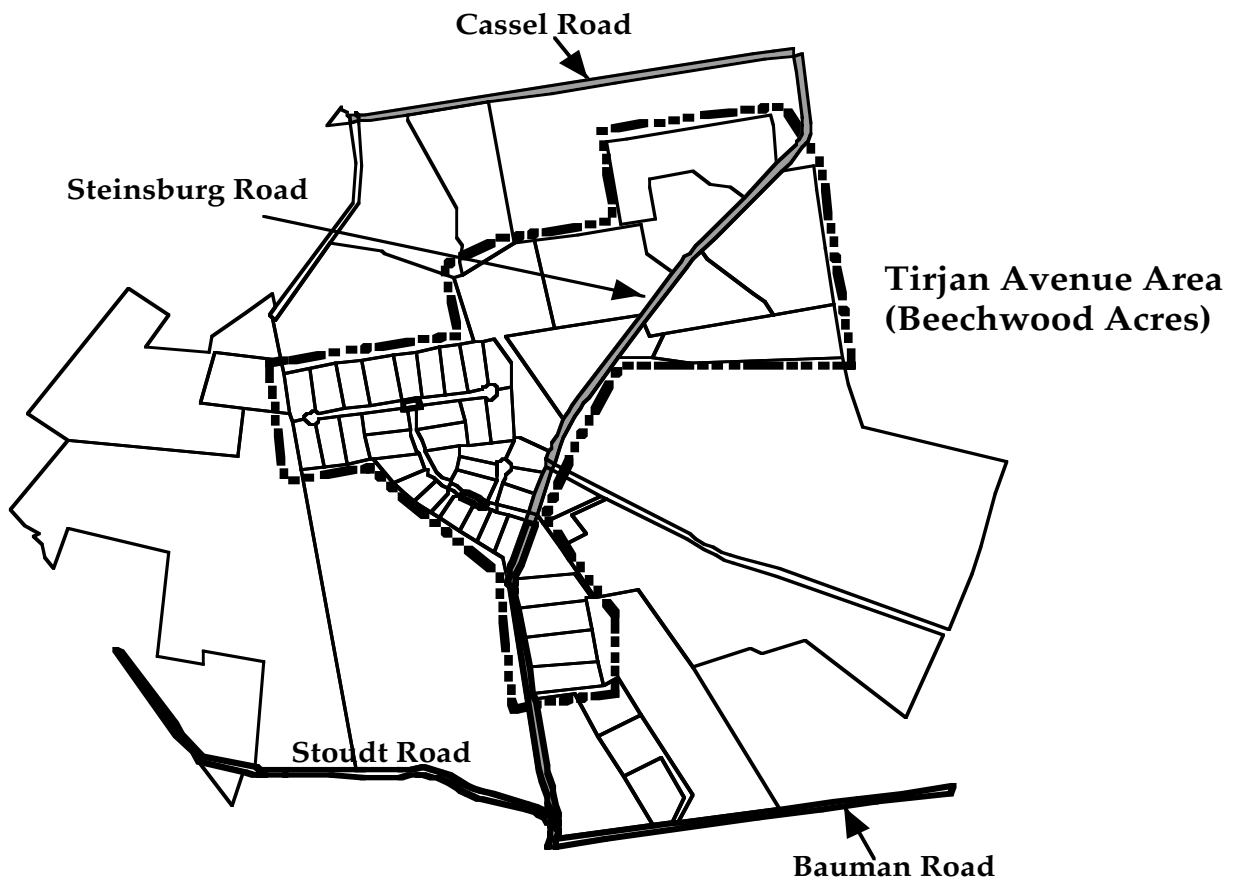 Cassel Road
Steinsburg Road
Tirjan Avenue Area
(Beechwood Acres)
Stoudt Road
Bauman Road